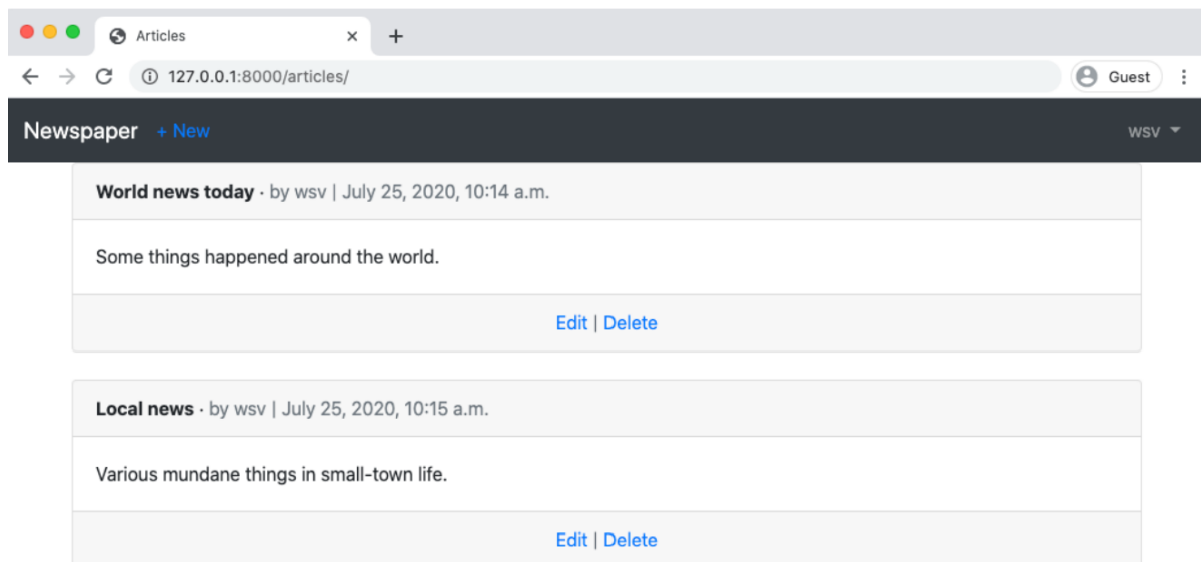 Articles
127.0.0.1:8000/articles/
Guest
Newspaper + New
wsv
World news today · by wsv | July 25, 2020, 10:14 a.m.
Some things happened around the world.
Edit | Delete
Local news · by wsv | July 25, 2020, 10:15 a.m.
Various mundane things in small-town life.
Edit | Delete